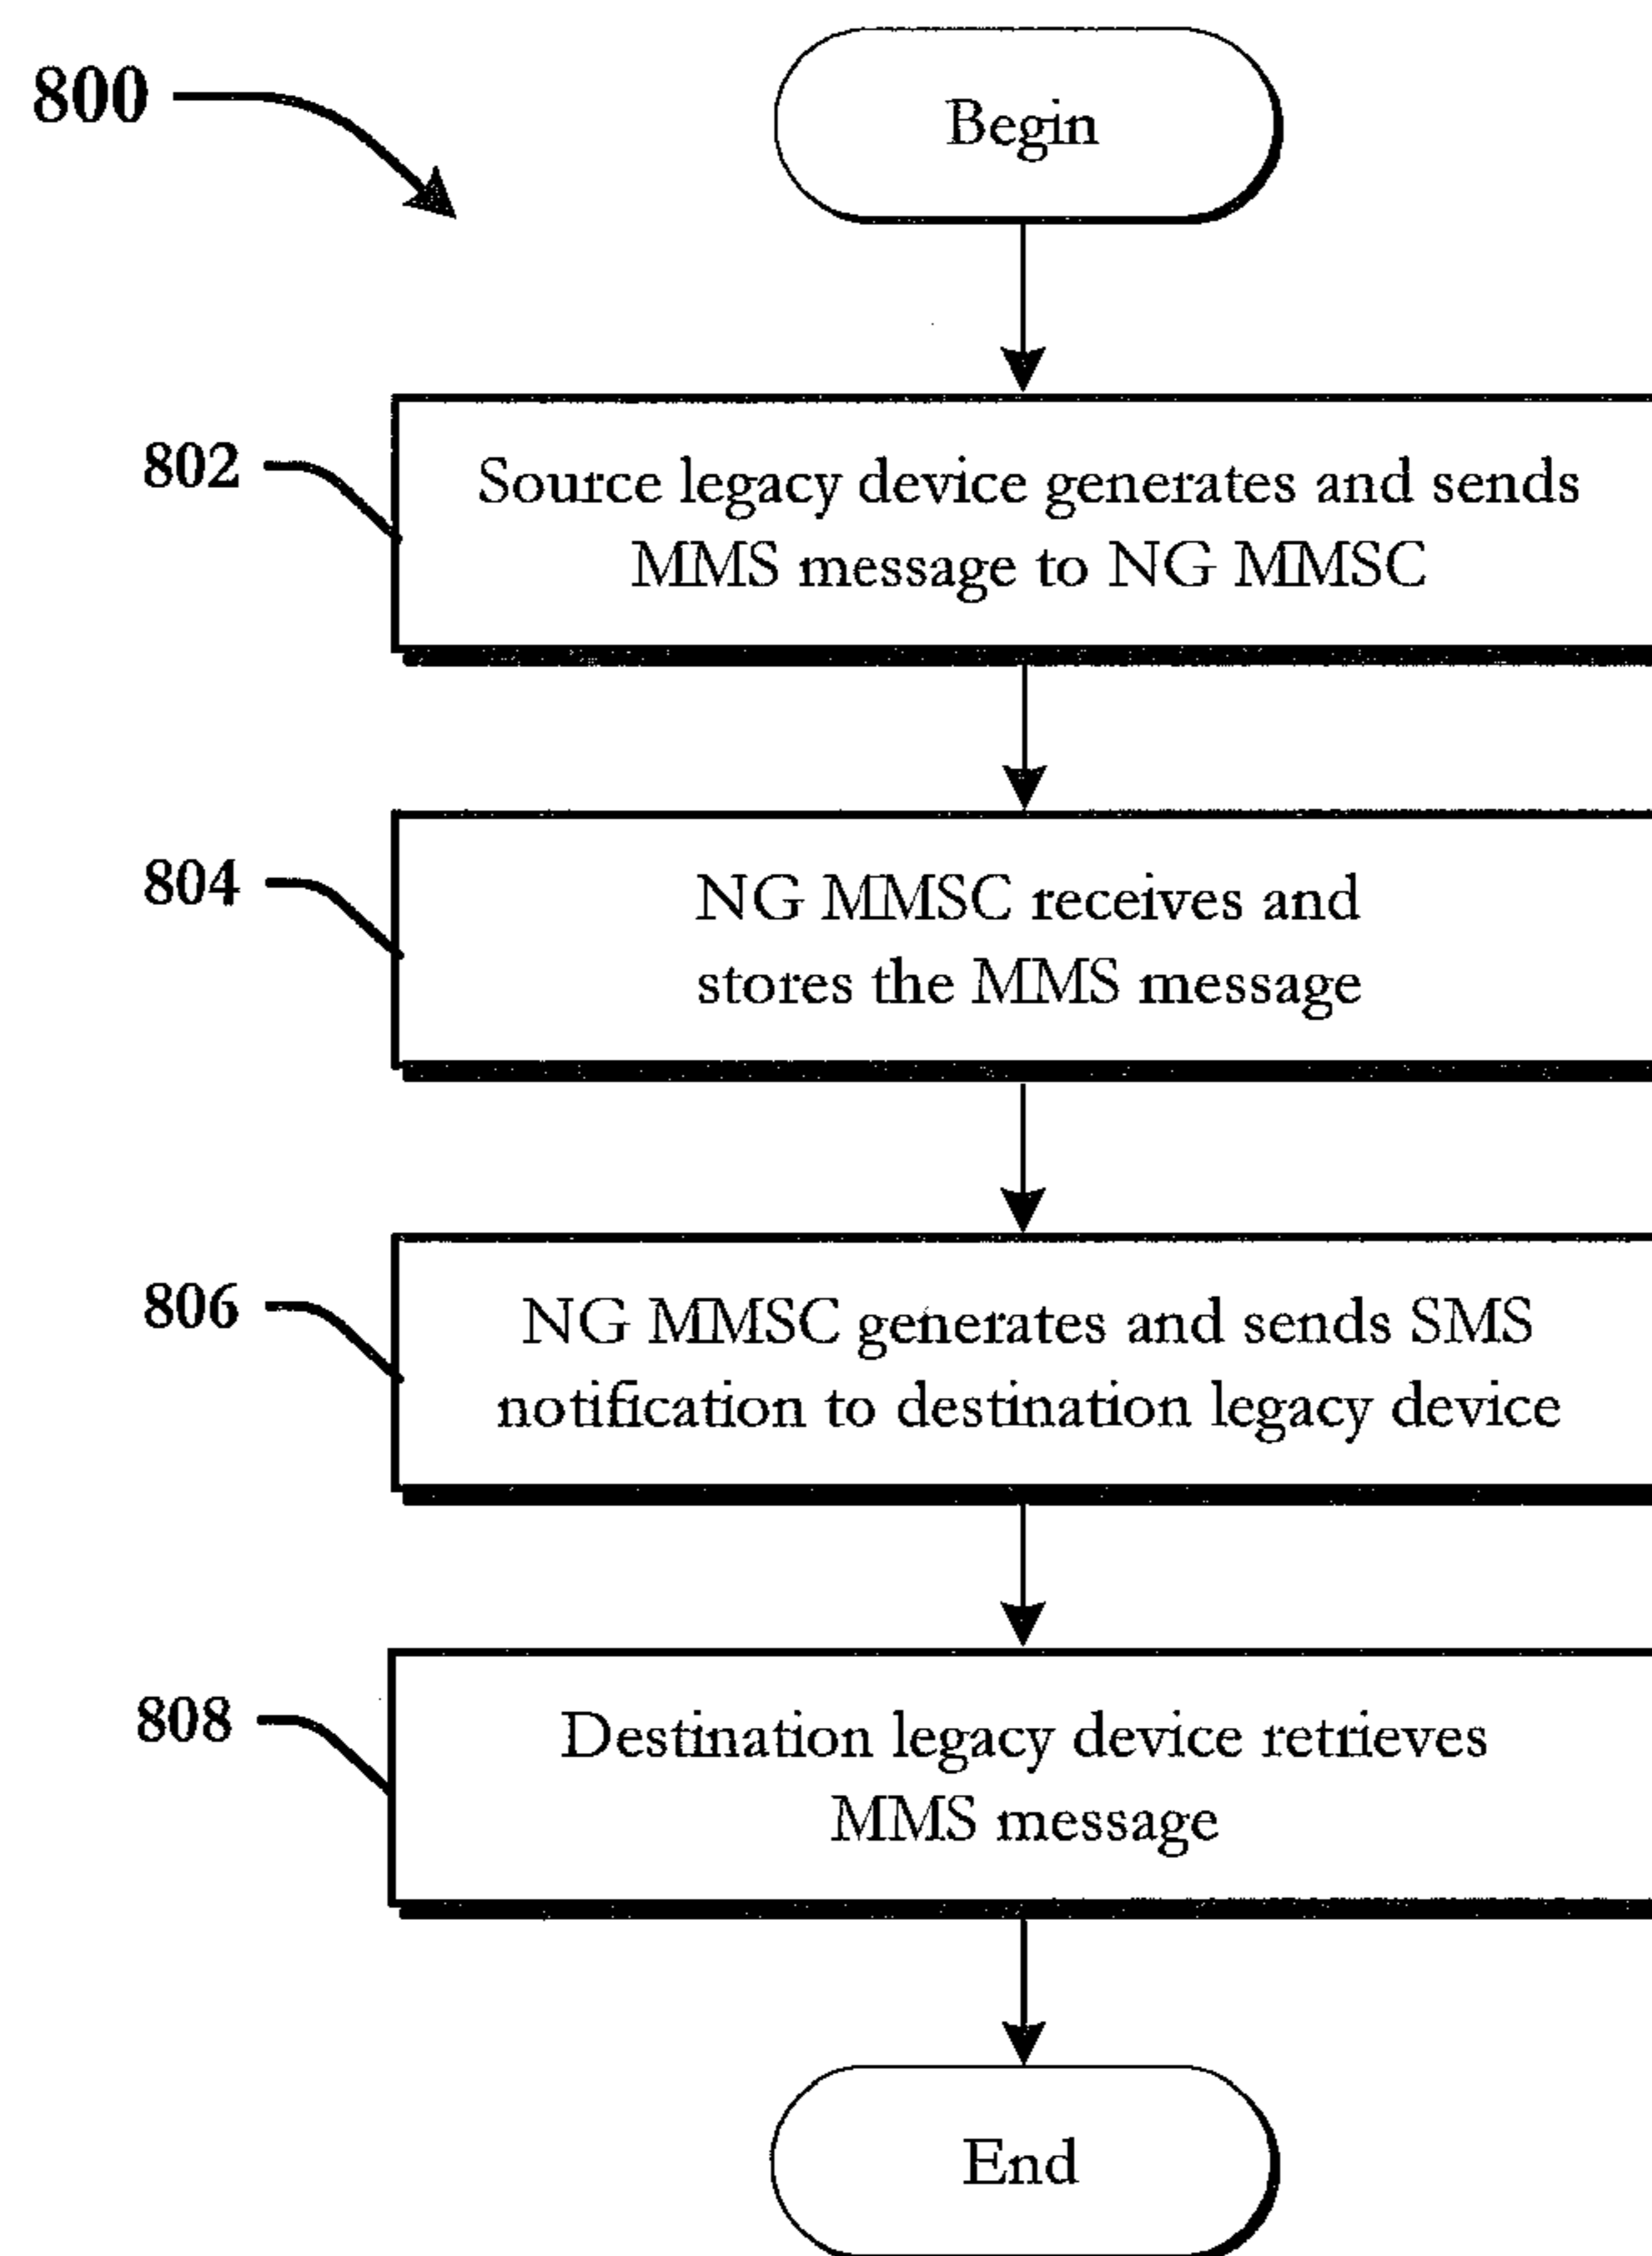 800
Begin
802
Source legacy device generates and sends
MMS message to NG MMSC
804
NG MMSC receives and
stores the MMS message
806
NG MMSC generates and sends SMS
notification to destination legacy device
808
Destination legacy device retrieves
MMS message
End